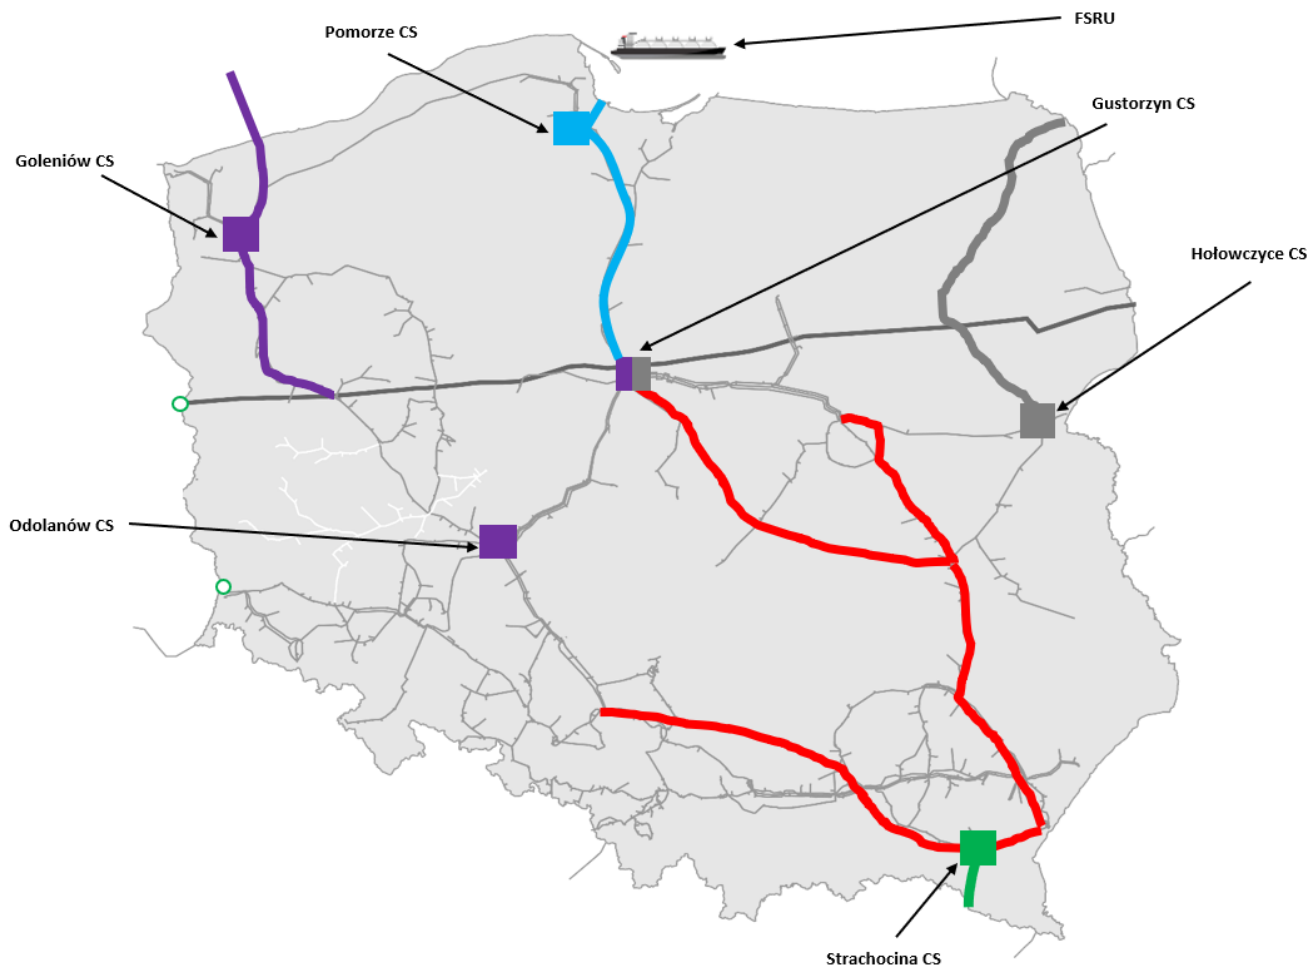 FSRU
Pomorze CS
Gustorzyn CS
Goleniów CS
Hołowczyce CS
Odolanów CS
Strachocina CS